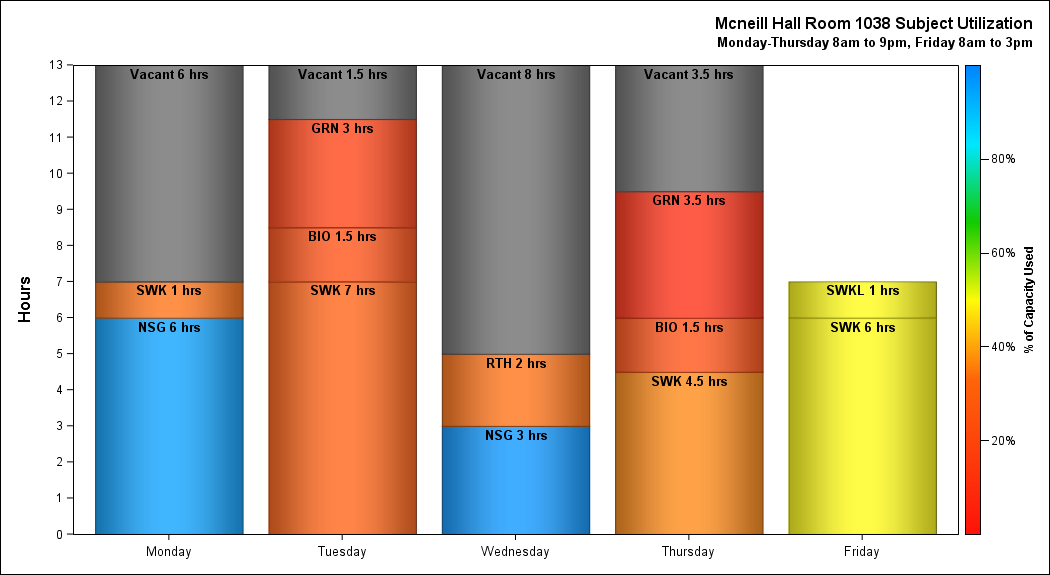 Mcneill Hall Room 1038 Subject Utilization
Monday-Thursday 8am to 9pm, Friday 8am to 3pm
13
12
11
10
9
8
7
6
5
4
3
2
1
0
Hours
Vacant 6 hrs
SWK 1 hrs
NSG 6 hrs
Vacant 1.5 hrs
GRN 3 hrs
BIO 1.5 hrs
SWK 7 hrs
Vacant 8 hrs
RTH 2 hrs
NSG 3 hrs
Vacant 3.5 hrs
GRN 3.5 hrs
BIO 1.5 hrs
SWK 4.5 hrs
SWKL 1 hrs
SWK 6 hrs
Monday
Tuesday
Wednesday
Thursday
Friday
80%
60%
40%
20%
% of Capacity Used